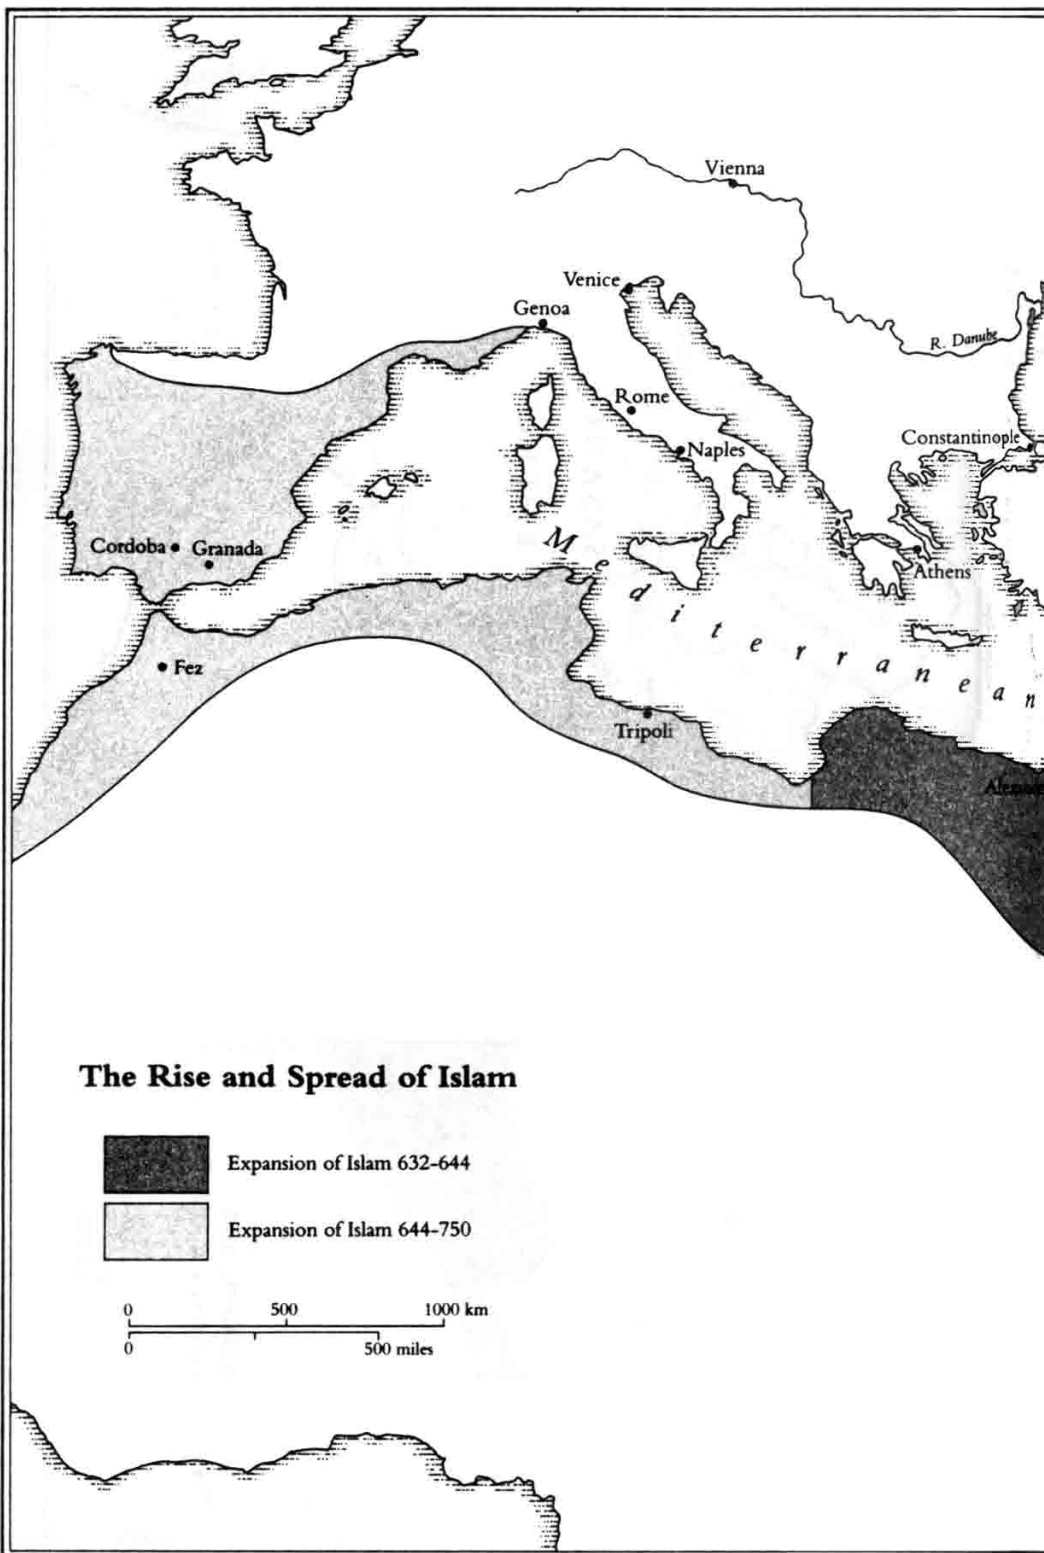 Vienna
Venice
Genoa
R. Danube
Rome
Constantinople
Naples
Cordoba
Granada
Athens
Mediterranean
Fez
Tripoli
The Rise and Spread of Islam
Expansion of Islam 632-644
Expansion of Islam 644-750
0 500 1000 km
0 500 miles